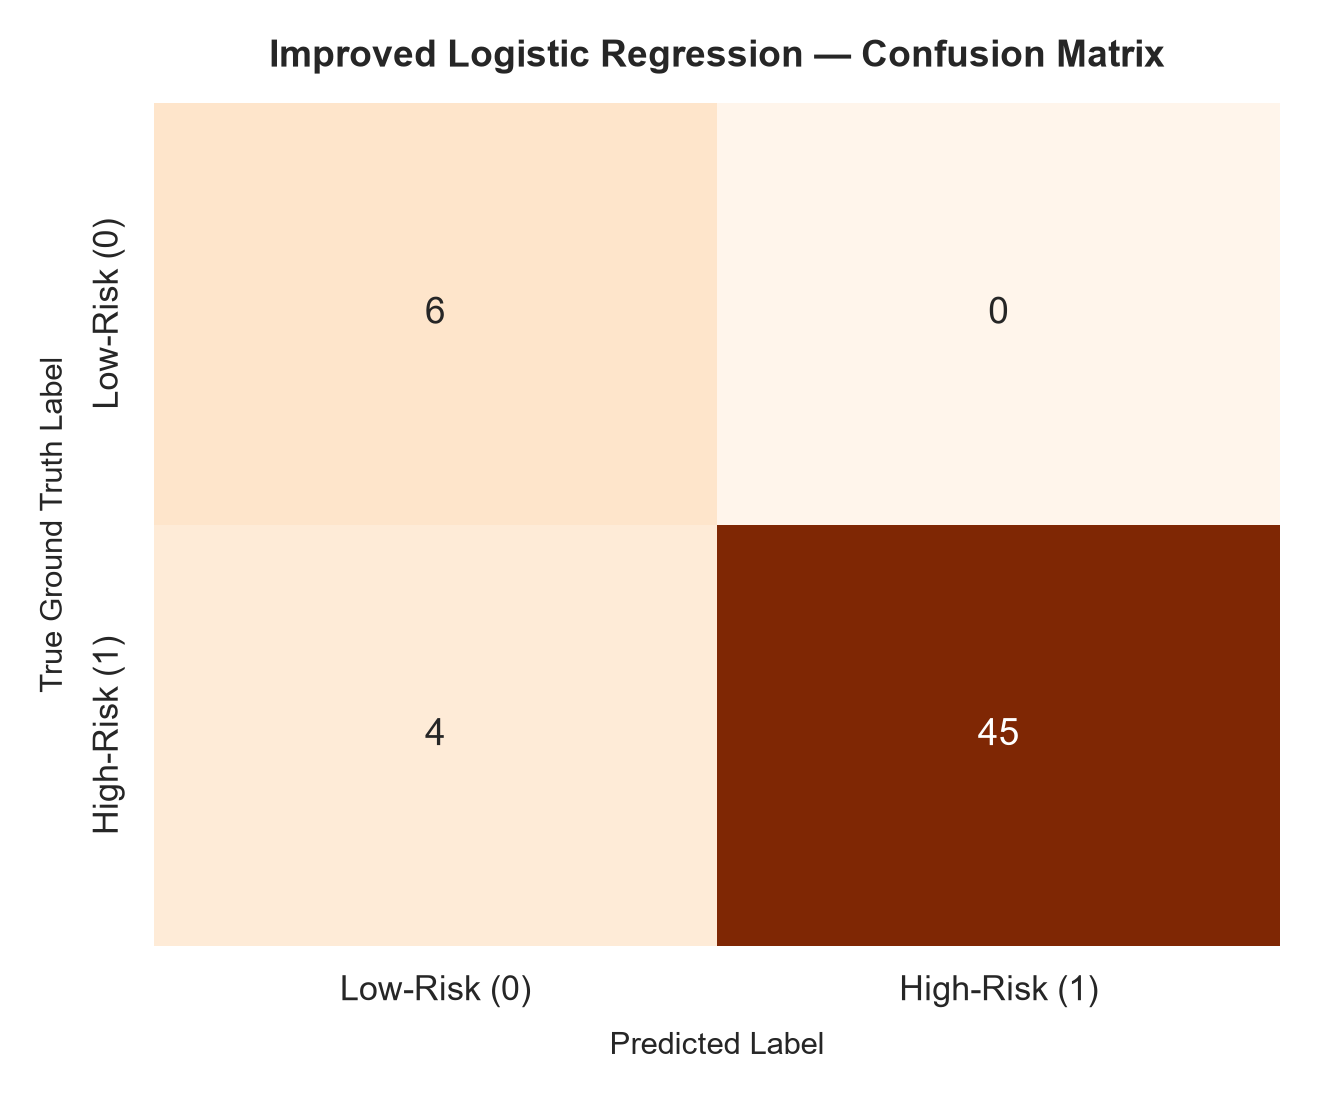 Improved Logistic Regression — Confusion Matrix
True Ground Truth Label
Low-Risk (0)
6
0
High-Risk (1)
4
45
Low-Risk (0)
High-Risk (1)
Predicted Label